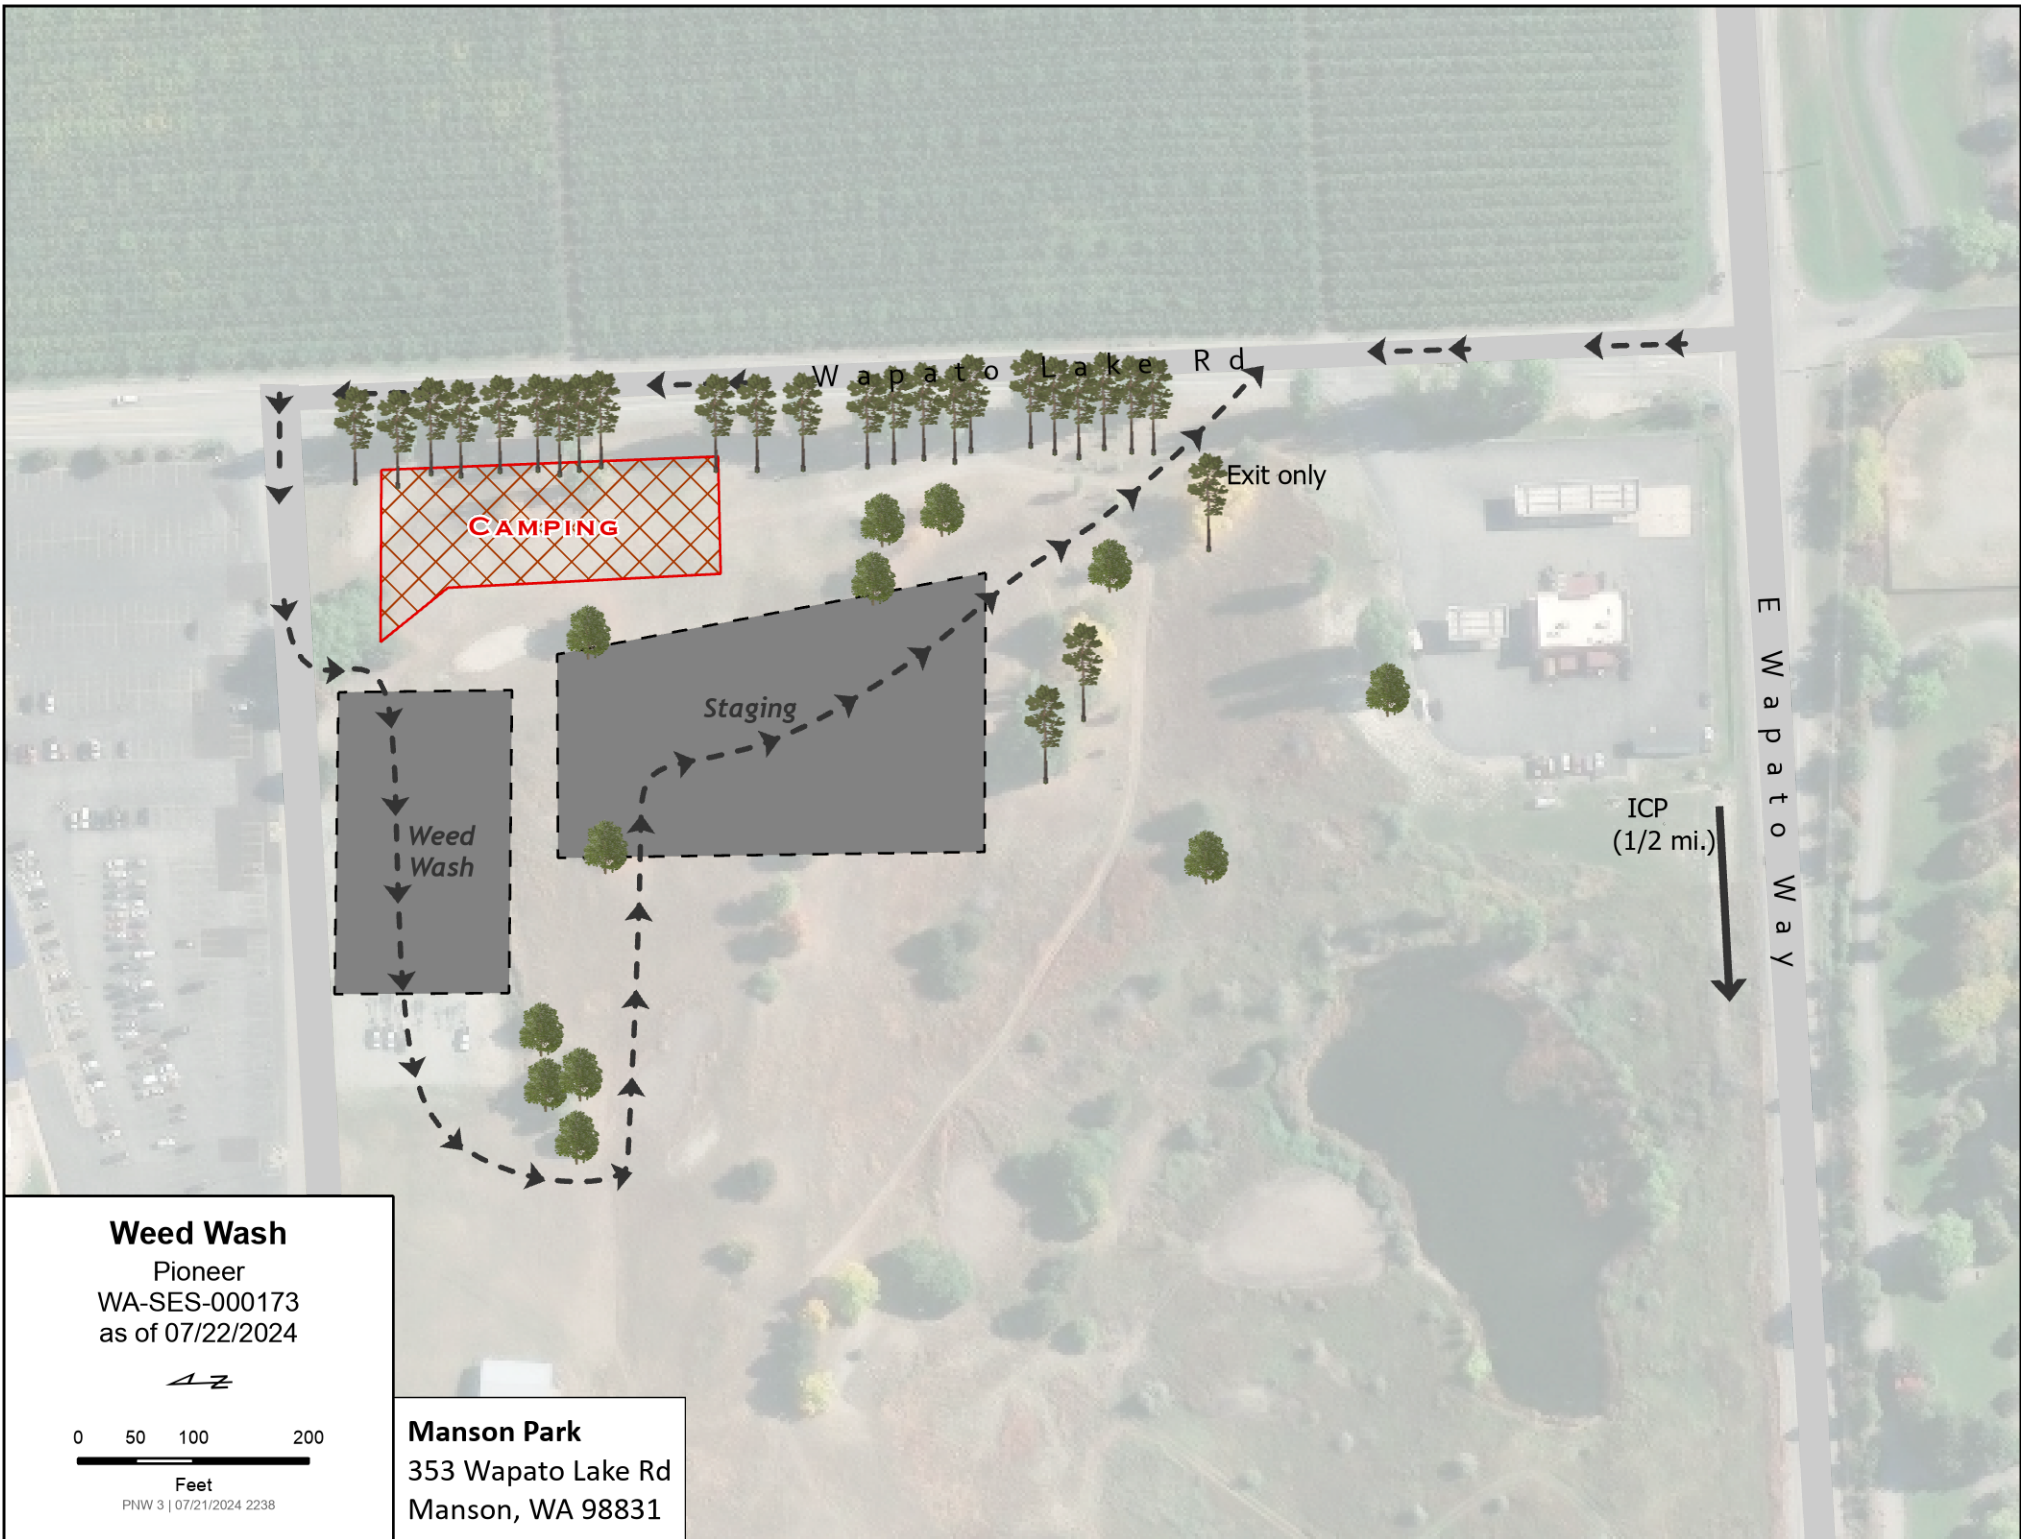 Wapato Lake Rd
Exit only
CAMPING
Staging
Weed
Wash
E Wapato Way
ICP
(1/2 mi.)
Weed Wash
Pioneer
WA-SES-000173
as of 07/22/2024
N
0 50 100 200
Feet
PNW 3 | 07/21/2024 2238
Manson Park
353 Wapato Lake Rd
Manson, WA 98831